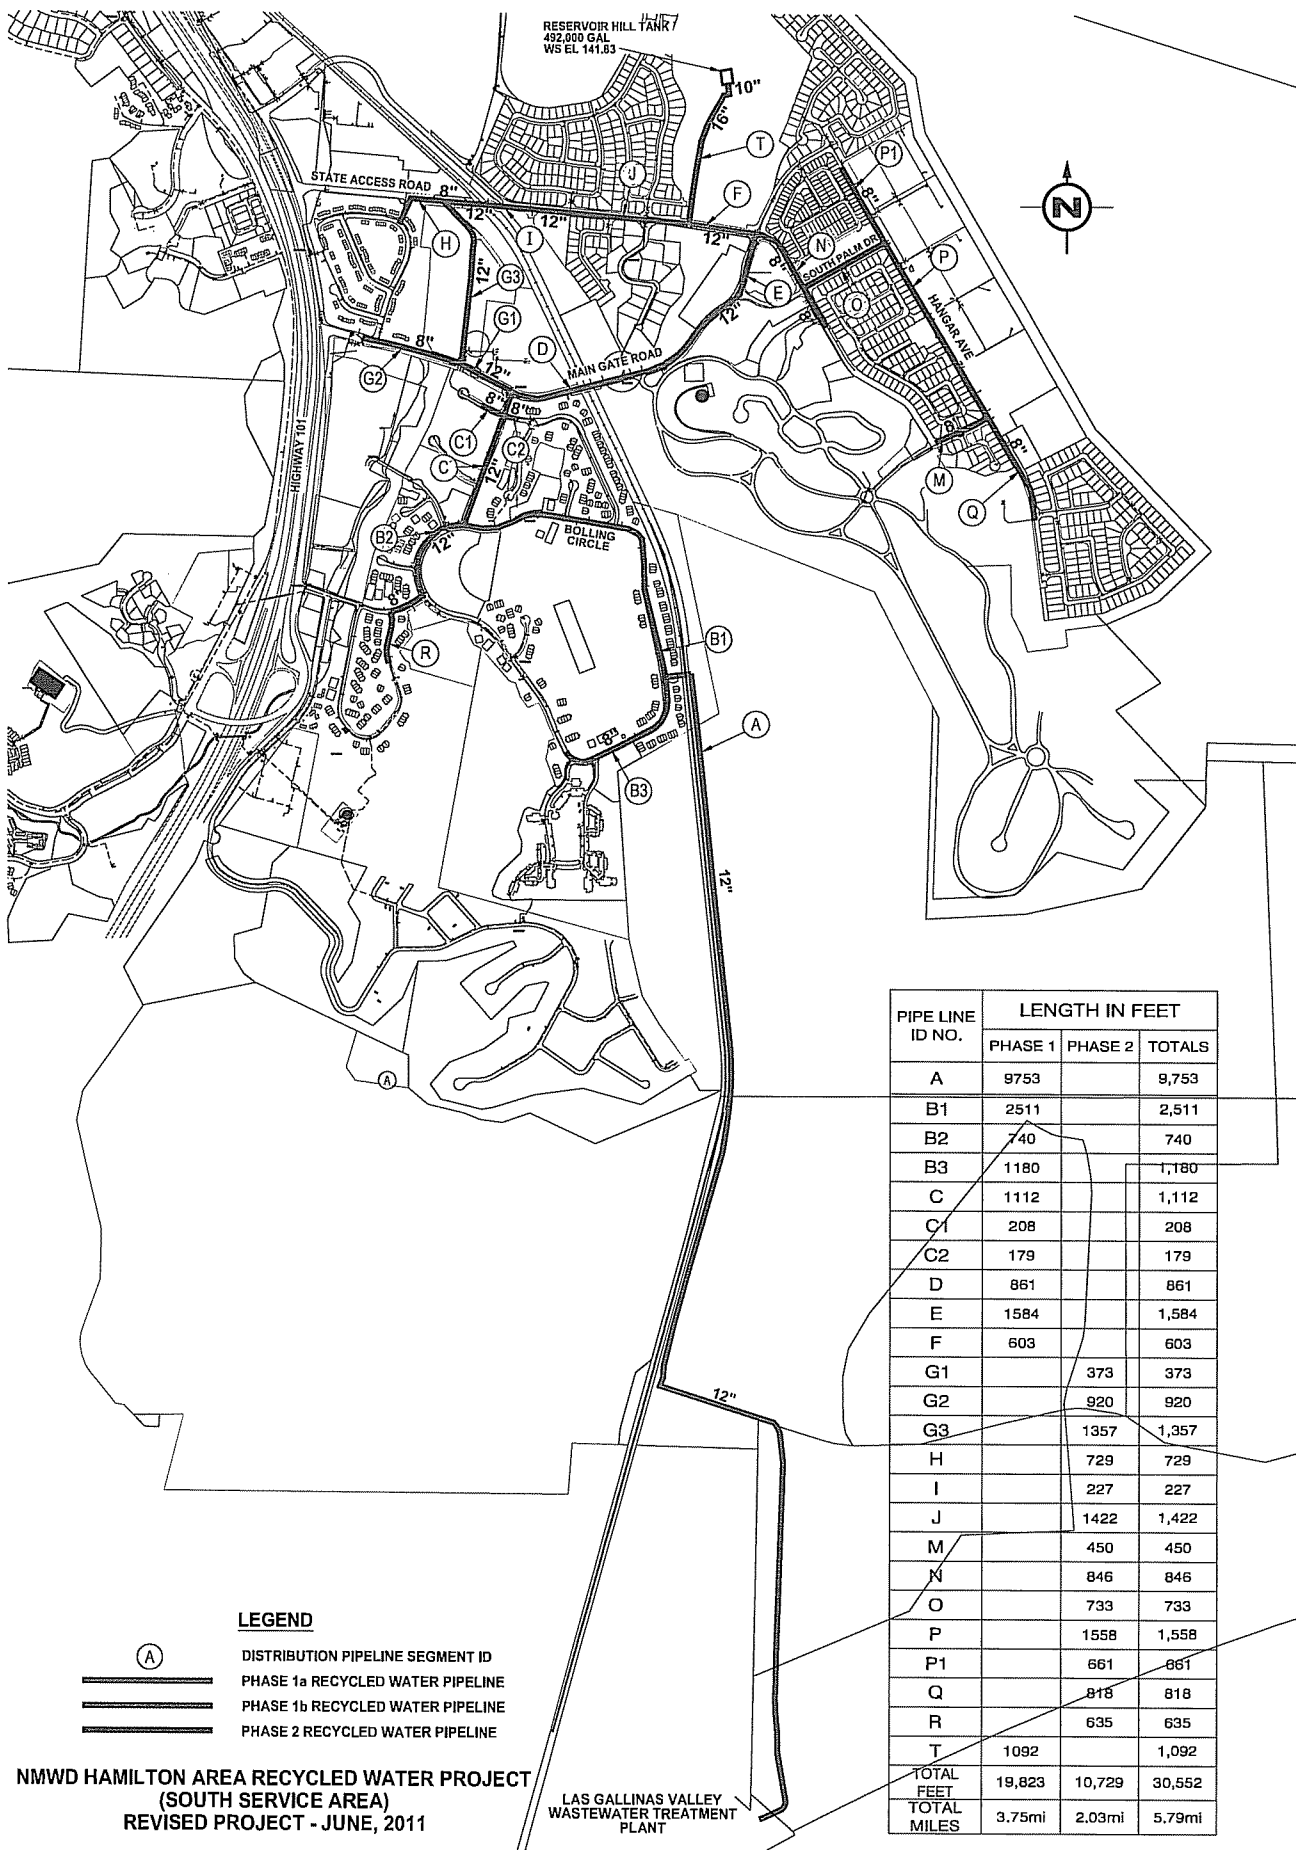 RESERVOIR HILL TANK
492,000 GAL
WS EL 141.63
10"
16"
T
P1
J
STATE ACCESS ROAD
8"
F
8"
12"
12"
H
I
12"
N
SOUTH PALM DR
8"
P
12"
G3
E
O
HANGAR AVE
G1
12"
8"
D
8"
MAIN GATE ROAD
G2
12"
8"
8"
C1
C2
8"
8"
C
12"
M
Q
HIGHWAY 101
B2
12"
BOLLING
CIRCLE
N
8"
R
B1
A
8"
B3
12"
A
12"
PIPE LINE ID NO. LENGTH IN FEET
PHASE 1 PHASE 2 TOTALS
A 9753 9,753
B1 2511 2,511
B2 740 740
B3 1180 1,180
C 1112 1,112
C1 208 208
C2 179 179
D 861 861
E 1584 1,584
F 603 603
G1 373 373
G2 920 920
G3 1357 1,357
H 729 729
I 227 227
J 1422 1,422
M 450 450
N 846 846
O 733 733
P 1558 1,558
P1 661 661
Q 818 818
R 635 635
T 1092 1,092
TOTAL FEET 19,823 10,729 30,552
TOTAL MILES 3.75mi 2.03mi 5.79mi
LEGEND
A DISTRIBUTION PIPELINE SEGMENT ID
PHASE 1a RECYCLED WATER PIPELINE
PHASE 1b RECYCLED WATER PIPELINE
PHASE 2 RECYCLED WATER PIPELINE
NMWD HAMILTON AREA RECYCLED WATER PROJECT
(SOUTH SERVICE AREA)
REVISED PROJECT - JUNE, 2011
LAS GALLINAS VALLEY
WASTEWATER TREATMENT
PLANT